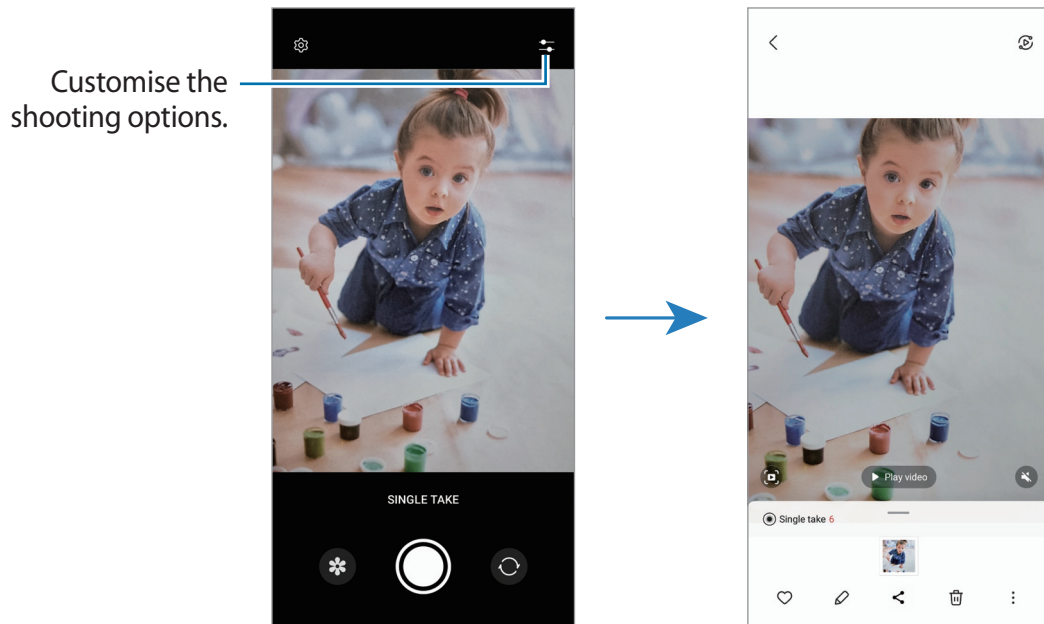 Customise the
shooting options.
SINGLE TAKE
Play video
Single take 6